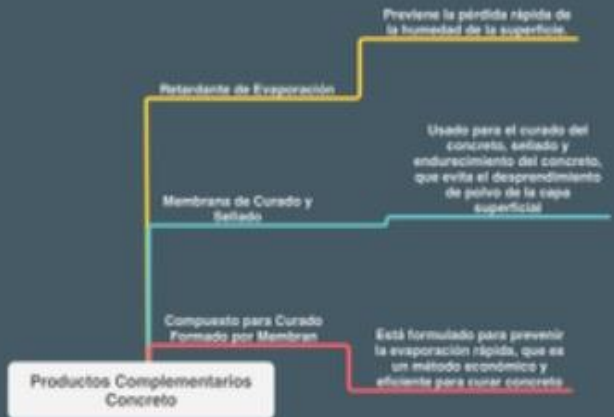 Previene la pérdida rápida de
la humedad de la superficie.
Retardante de Evaporación
Usado para el curado del
concreto, sellado y
endurecimiento del concreto,
que evita el desprendimiento
de polvo de la capa
superficial
Membrana de Curado y
Sellado
Compuesto para Curado
Formado por Membran
Está formulado para prevenir
la evaporación rápida, que es
un método económico y
eficiente para curar concreto
Productos Complementarios
Concreto